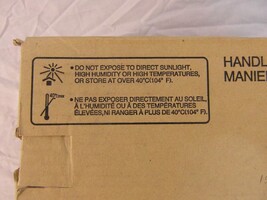 • DO NOT EXPOSE TO DIRECT SUNLIGHT,
HIGH HUMIDITY OR HIGH TEMPERATURES,
OR STORE AT OVER 40°C(104° F).
• NE PAS EXPOSER DIRECTEMENT AU SOLEIL,
À L'HUMIDITÉ OU À DES TEMPÉRATURES
ÉLEVÉES,NI RANGER À PLUS DE 40°C(104° F).
HANDL
MANIE